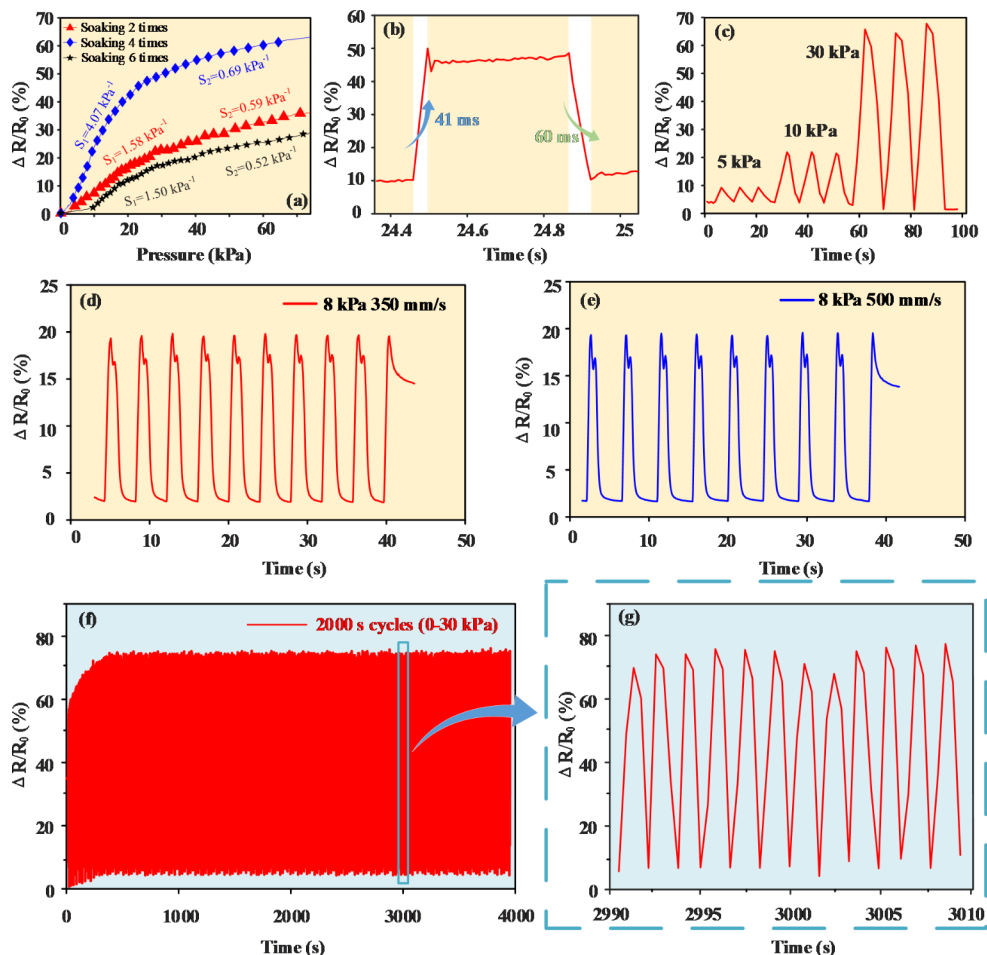 Soaking 2 times
Soaking 4 times
Soaking 6 times
S₁=4.07 kPa⁻¹
S₂=0.69 kPa⁻¹
S₁=1.58 kPa⁻¹
S₂=0.59 kPa⁻¹
S₁=1.50 kPa⁻¹
S₂=0.52 kPa⁻¹
(a)
70
60
50
40
30
20
10
0
Δ R/R₀ (%)
0 20 40 60
Pressure (kPa)
(b)
41 ms
60 ms
60
50
40
30
20
10
0
Δ R/R₀ (%)
24.4 24.6 24.8 25
Time (s)
(c)
5 kPa
10 kPa
30 kPa
70
60
50
40
30
20
10
0
Δ R/R₀ (%)
0 20 40 60 80 100
Time (s)
(d)
8 kPa 350 mm/s
25
20
15
10
5
0
Δ R/R₀ (%)
0 10 20 30 40 50
Time (s)
(e)
8 kPa 500 mm/s
25
20
15
10
5
0
Δ R/R₀ (%)
0 10 20 30 40 50
Time (s)
(f)
2000 s cycles (0-30 kPa)
80
60
40
20
0
Δ R/R₀ (%)
0 1000 2000 3000 4000
Time (s)
(g)
80
60
40
20
0
Δ R/R₀ (%)
2990 2995 3000 3005 3010
Time (s)